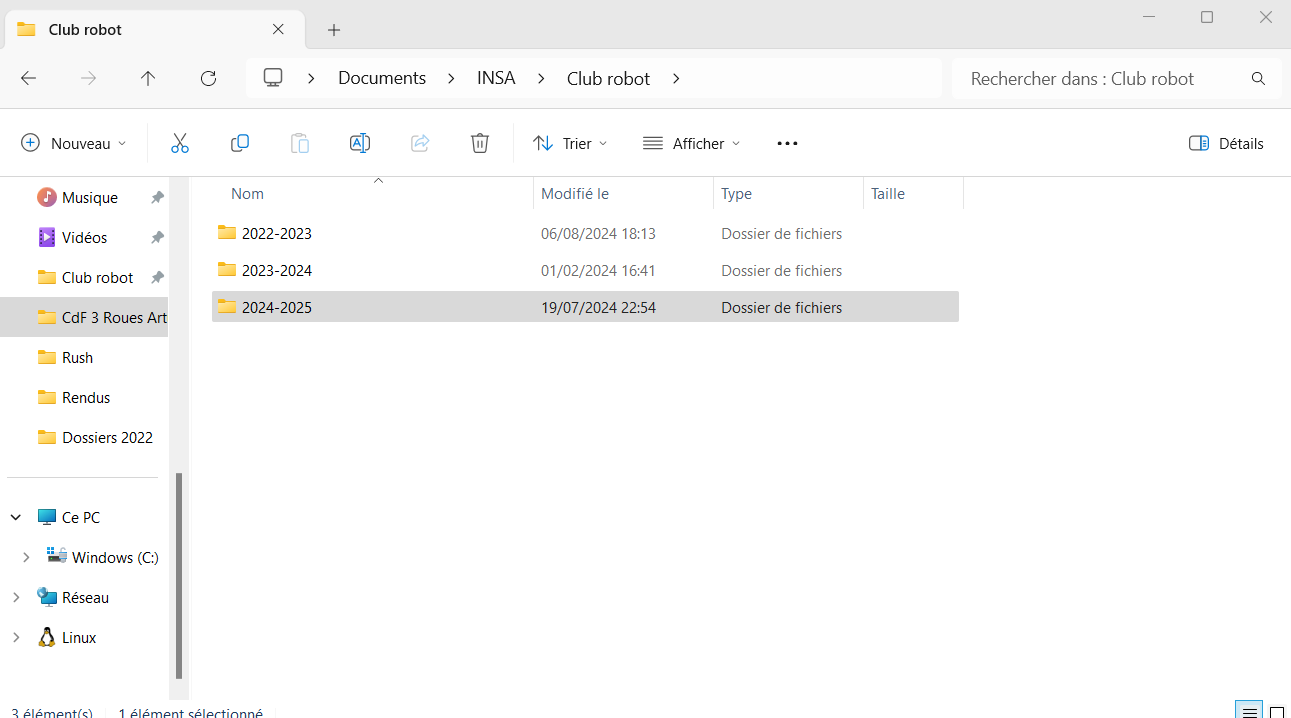 Club robot
Documents > INSA > Club robot >
Rechercher dans : Club robot
Nouveau
Trier
Afficher
Détails
Musique
Vidéos
Club robot
CdF 3 Roues Art
Rush
Rendus
Dossiers 2022
Ce PC
Windows (C:)
Réseau
Linux
Nom Modifié le Type Taille
2022-2023 06/08/2024 18:13 Dossier de fichiers
2023-2024 01/02/2024 16:41 Dossier de fichiers
2024-2025 19/07/2024 22:54 Dossier de fichiers
3 élément(s) 1 élément sélectionné